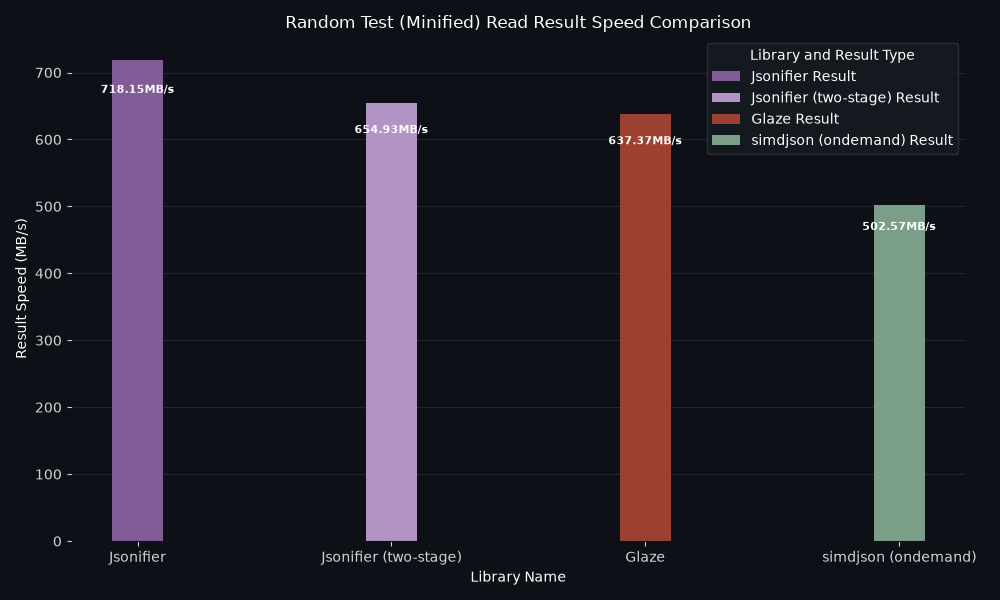 Random Test (Minified) Read Result Speed Comparison
Library and Result Type
Jsonifier Result
Jsonifier (two-stage) Result
Glaze Result
simdjson (ondemand) Result
718.15MB/s
654.93MB/s
637.37MB/s
502.57MB/s
Result Speed (MB/s)
700
600
500
400
300
200
100
0
Jsonifier
Jsonifier (two-stage)
Glaze
simdjson (ondemand)
Library Name